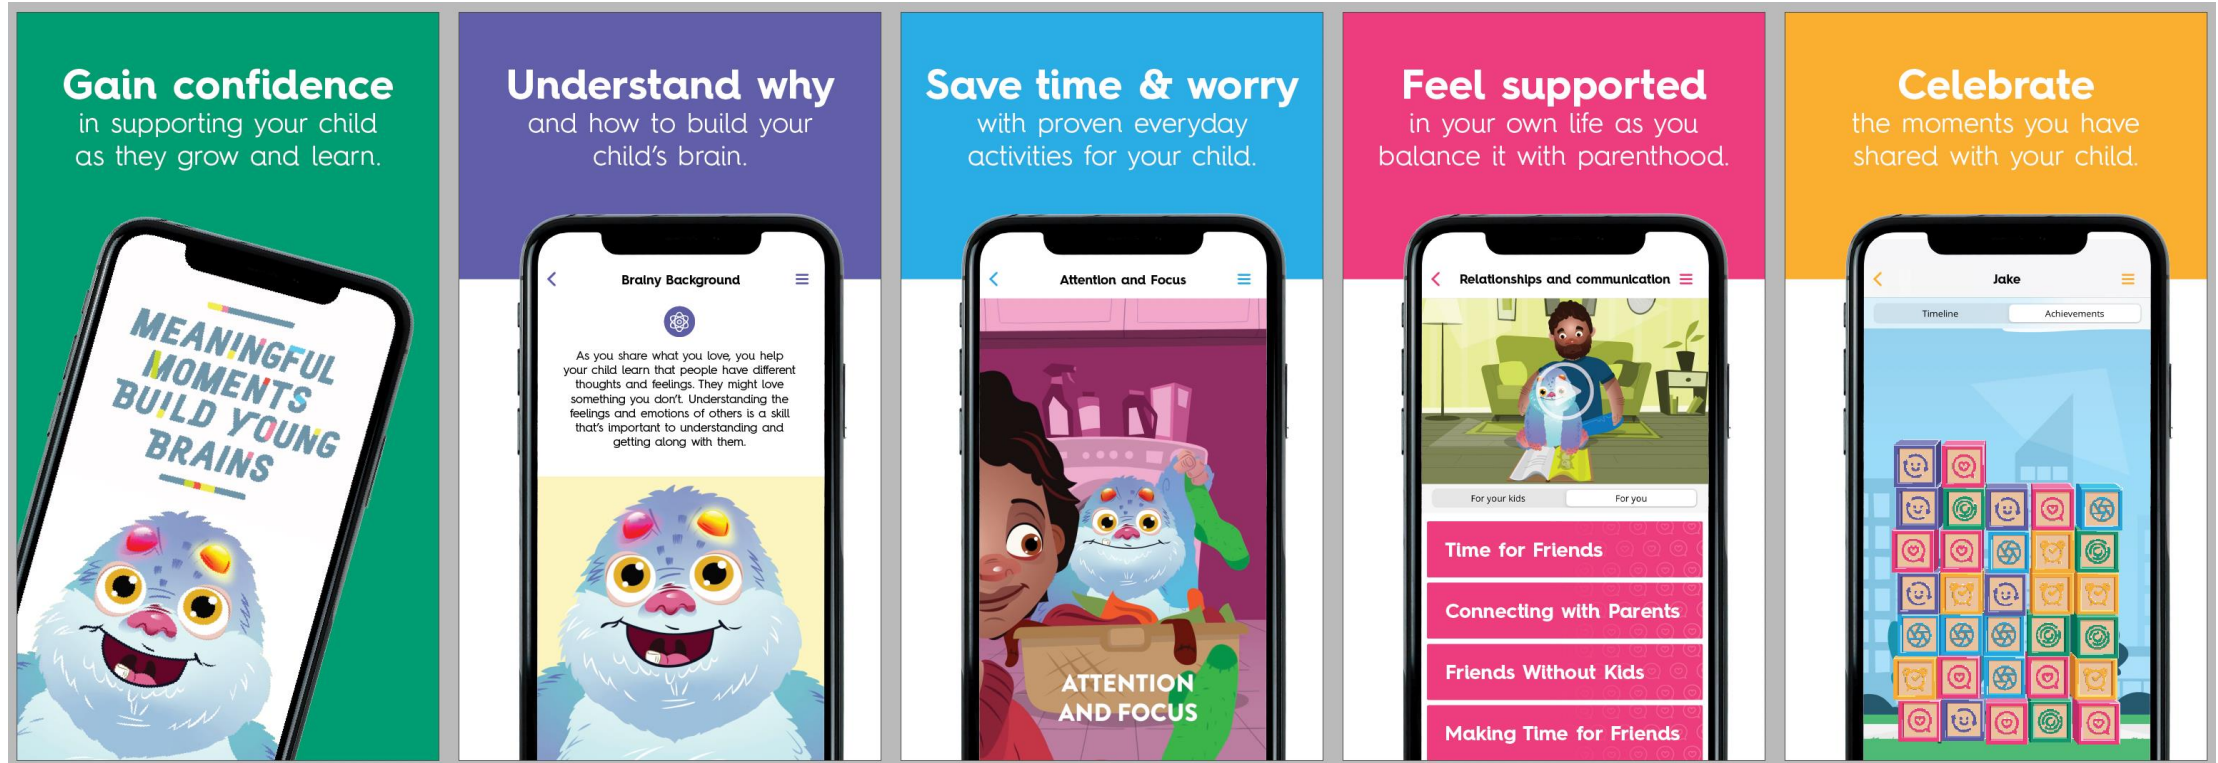 Gain confidence
in supporting your child
as they grow and learn.
MEANINGFUL
MOMENTS
BUILD YOUNG
BRAINS
Understand why
and how to build your
child's brain.
Brainy Background
As you share what you love, you help
your child learn that people have different
thoughts and feelings. They might love
something you don't. Understanding the
feelings and emotions of others is a skill
that's important to understanding and
getting along with them.
Save time & worry
with proven everyday
activities for your child.
Attention and Focus
ATTENTION
AND FOCUS
Feel supported
in your own life as you
balance it with parenthood.
Relationships and communication
For your kids
For you
Time for Friends
Connecting with Parents
Friends Without Kids
Making Time for Friends
Celebrate
the moments you have
shared with your child.
Jake
Timeline
Achievements